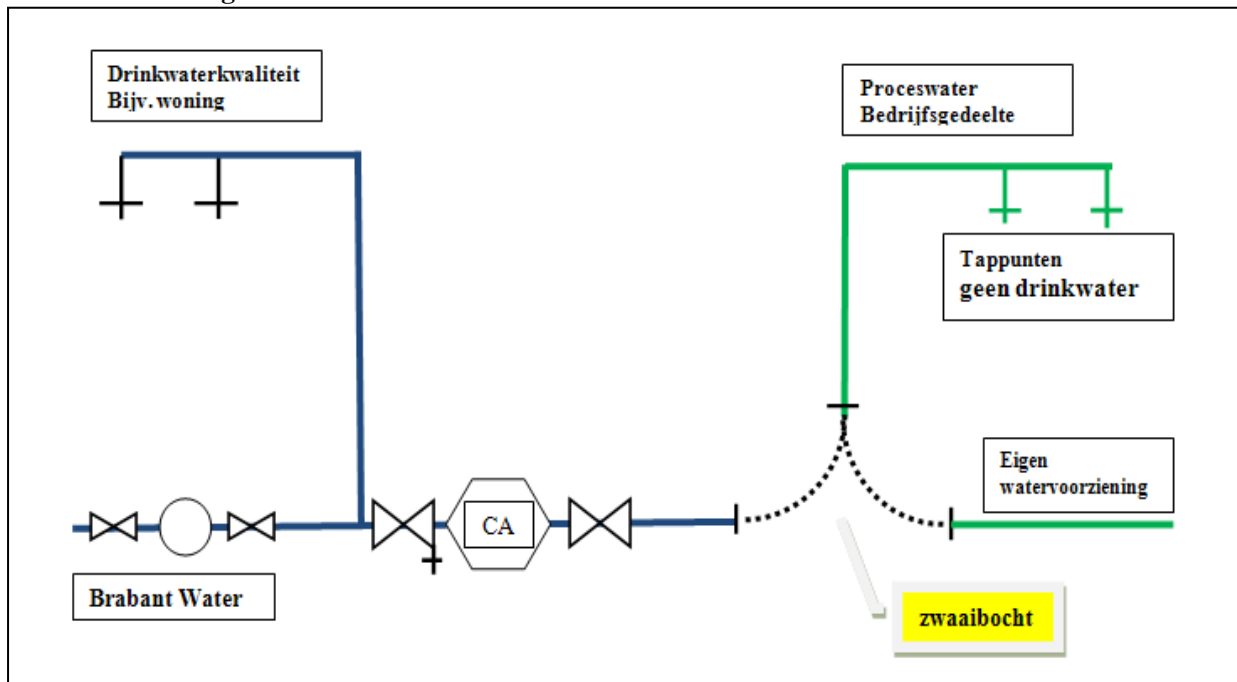 Drinkwaterkwaliteit
Bijv. woning
Proceswater
Bedrijfsgedeelte
Tappunten
geen drinkwater
Eigen
watervoorziening
CA
Brabant Water
zwaaibocht